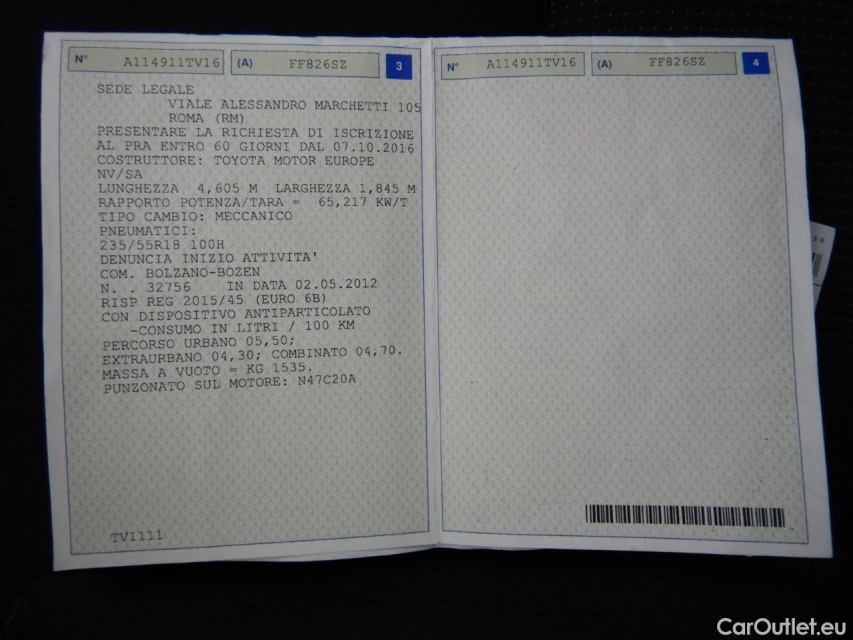 N° A114911TV16 (A) FF826SZ 3
SEDE LEGALE
VIALE ALESSANDRO MARCHETTI 105
ROMA (RM)
PRESENTARE LA RICHIESTA DI ISCRIZIONE
AL PRA ENTRO 60 GIORNI DAL 07.10.2016
COSTRUTTORE: TOYOTA MOTOR EUROPE
NV/SA
LUNGHEZZA 4,605 M LARGHEZZA 1,845 M
RAPPORTO POTENZA/TARA = 65,217 KW/T
TIPO CAMBIO: MECCANICO
PNEUMATICI:
235/55R18 100H
DENUNCIA INIZIO ATTIVITA'
COM. BOLZANO-BOZEN
N. . 32756 IN DATA 02.05.2012
RISP REG 2015/45 (EURO 6B)
CON DISPOSITIVO ANTIPARTICOLATO
-CONSUMO IN LITRI / 100 KM
PERCORSO URBANO 05,50;
EXTRAURBANO 04,30; COMBINATO 04,70.
MASSA A VUOTO = KG 1535.
PUNZONATO SUL MOTORE: N47C20A
TV1111
N° A114911TV16 (A) FF826SZ 4
CarOutlet.eu